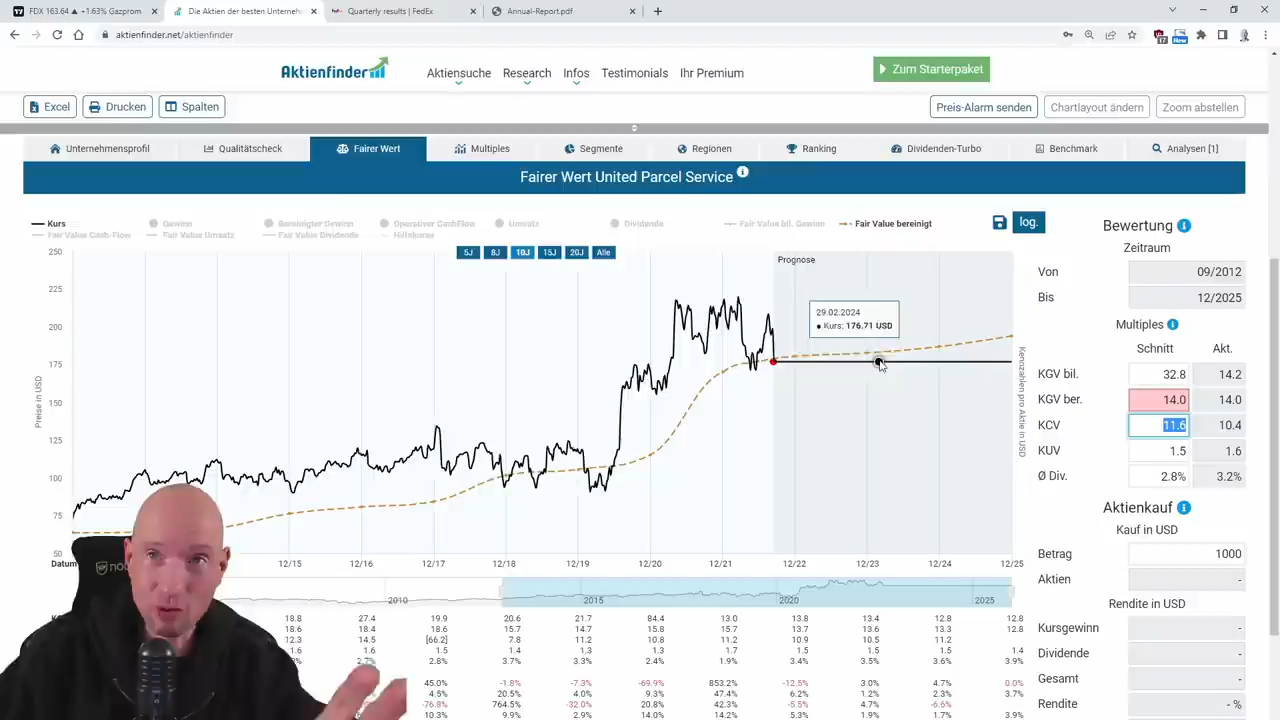 FDX 163.64 ▲ +1.63% Gazprom
Die Aktien der besten Unterneh
Quarterly results | FedEx
Annual-Report.pdf
aktienfinder.net/aktienfinder
Aktienfinder
Aktiensuche
Research
Infos
Testimonials
Ihr Premium
Zum Starterpaket
Excel
Drucken
Spalten
Preis-Alarm senden
Chartlayout ändern
Zoom abstellen
Unternehmensprofil
Qualitätscheck
Fairer Wert
Multiples
Segmente
Regionen
Ranking
Dividenden-Turbo
Benchmark
Analysen [1]
Fairer Wert United Parcel Service
Kurs
Gewinn
Bereinigter Gewinn
Operativer CashFlow
Umsatz
Dividende
Fair Value bil. Gewinn
Fair Value bereinigt
Fair Value Cash-Flow
Fair Value Umsatz
Fair Value Dividende
Hilfskurse
log.
5J 8J 10J 15J 20J Alle
Prognose
29.02.2024
Kurs: 176.71 USD
250
225
200
175
150
125
100
75
50
Preise in USD
Kennzahlen pro Aktie in USD
Datum
12/15 12/16 12/17 12/18 12/19 12/20 12/21 12/22 12/23 12/24 12/25
2010 2015 2020 2025
18.8 27.4 19.9 20.6 21.7 84.4 13.0 13.8 13.4 12.8 12.8
18.6 18.4 18.6 15.7 14.7 15.8 15.7 13.7 13.6 13.3 12.8
12.3 14.5 [66.2] 7.8 11.2 10.8 11.2 10.9 10.5 11.2
1.6 1.6 1.5 1.4 1.3 1.3 1.7 1.5 1.5 1.5 1.4
2.8% 3.7% 3.3% 2.4% 1.9% 3.4% 3.5% 3.6% 3.9%
45.0% -1.8% -7.3% -69.9% 853.2% -12.5% 3.0% 4.7% 0.0%
4.5% 20.5% 4.0% 9.3% 47.4% 6.2% 1.2% 2.3% 3.7%
-76.8% 764.5% -32.0% 20.8% 42.3% -5.5% 4.7% -6.6%
10.3% 9.9% 2.9% 14.0% 14.2% 5.3% 1.9% 1.7% 3.9%
Bewertung
Zeitraum
Von 09/2012
Bis 12/2025
Multiples
Schnitt Akt.
KGV bil. 32.8 14.2
KGV ber. 14.0 14.0
KCV 11.6 10.4
KUV 1.5 1.6
Ø Div. 2.8% 3.2%
Aktienkauf
Kauf in USD
Betrag 1000
Aktien -
Rendite in USD
Kursgewinn -
Dividende -
Gesamt -
Rendite - %